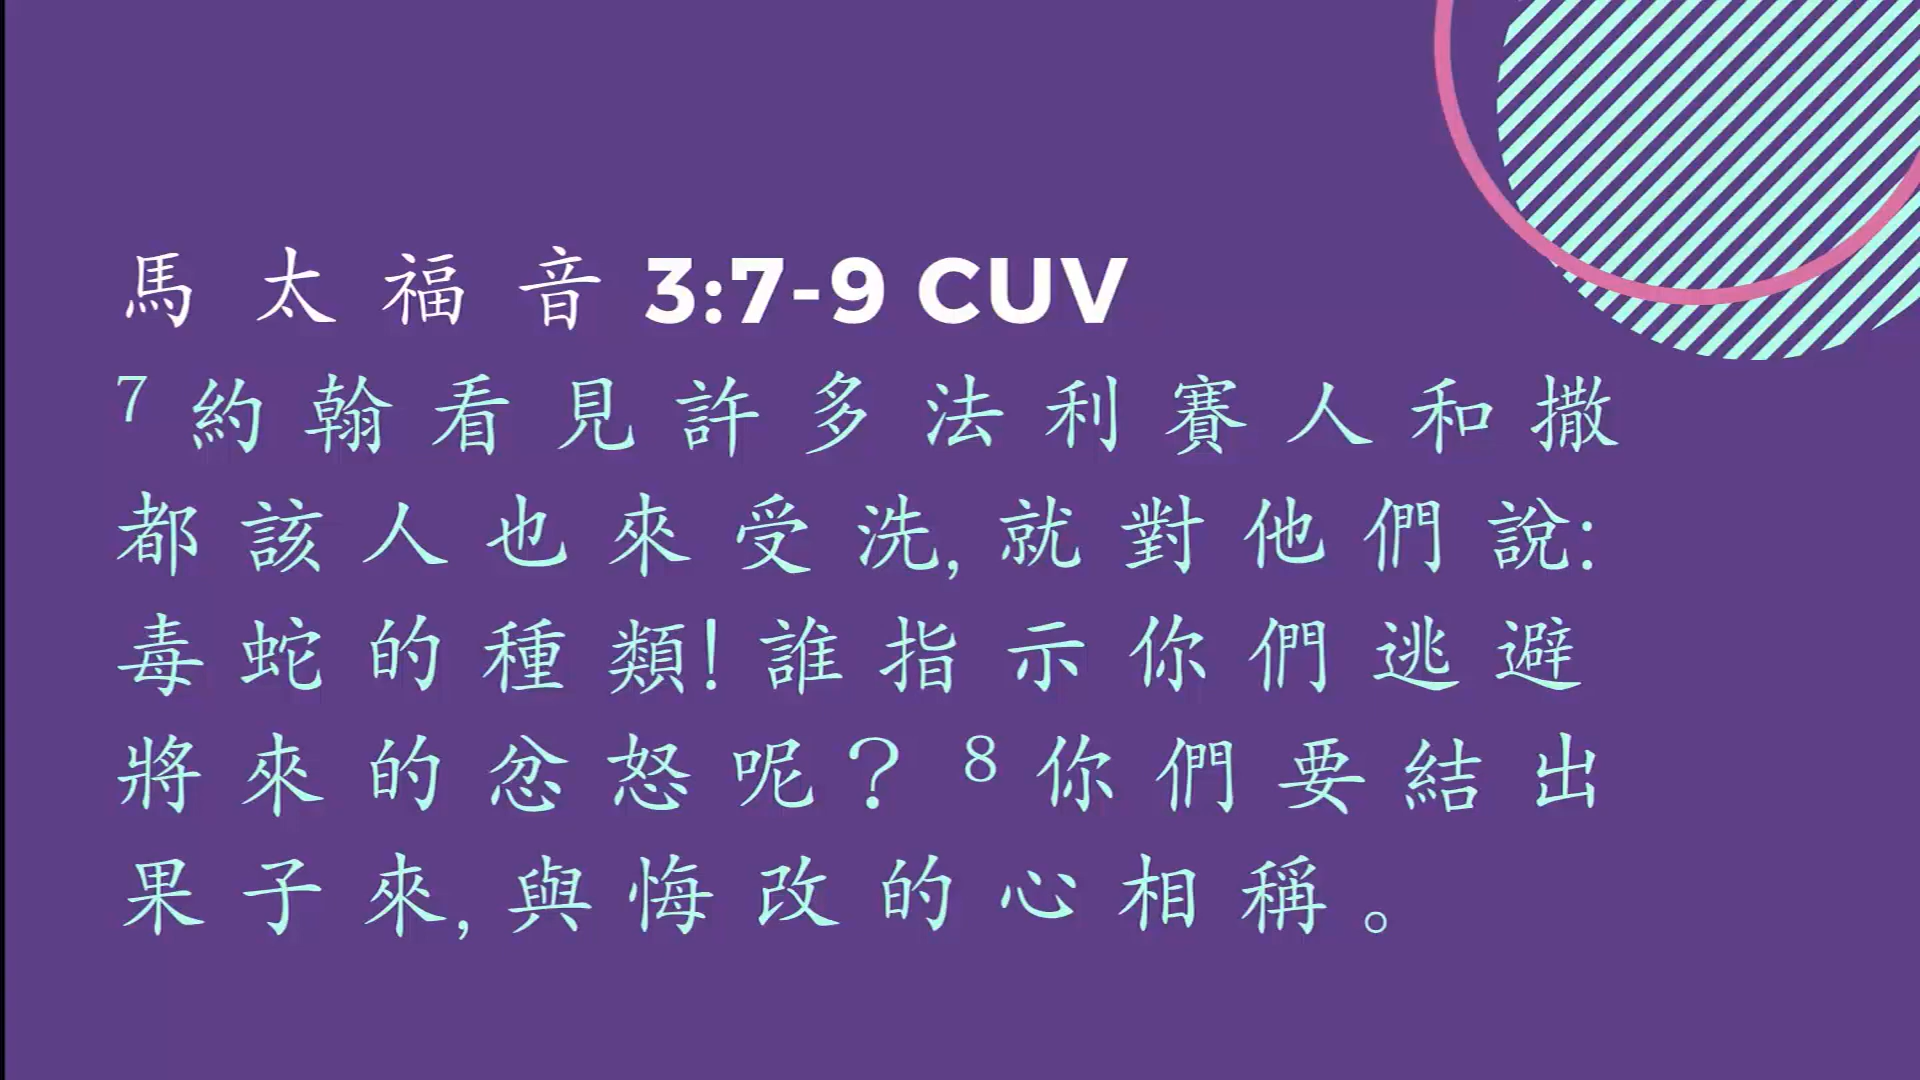 馬太福音 3:7-9 CUV
7 約翰看見許多法利賽人和撒
都該人也來受洗, 就對他們說:
毒蛇的種類! 誰指示你們逃避
將來的忿怒呢? 8 你們要結出
果子來, 與悔改的心相稱。